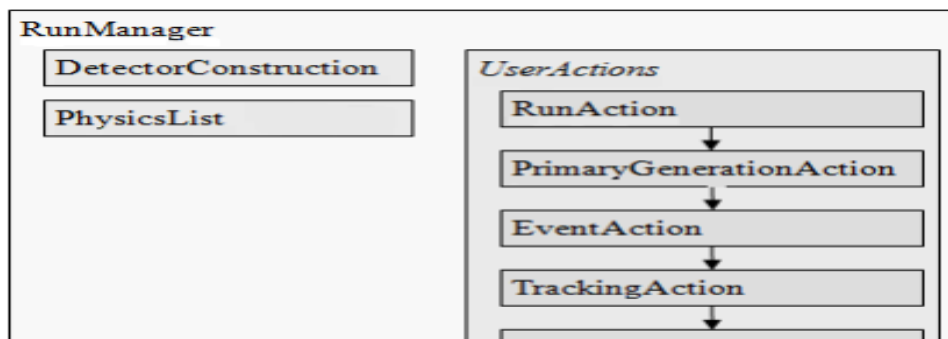 RunManager
DetectorConstruction
PhysicsList
UserActions
RunAction
PrimaryGenerationAction
EventAction
TrackingAction